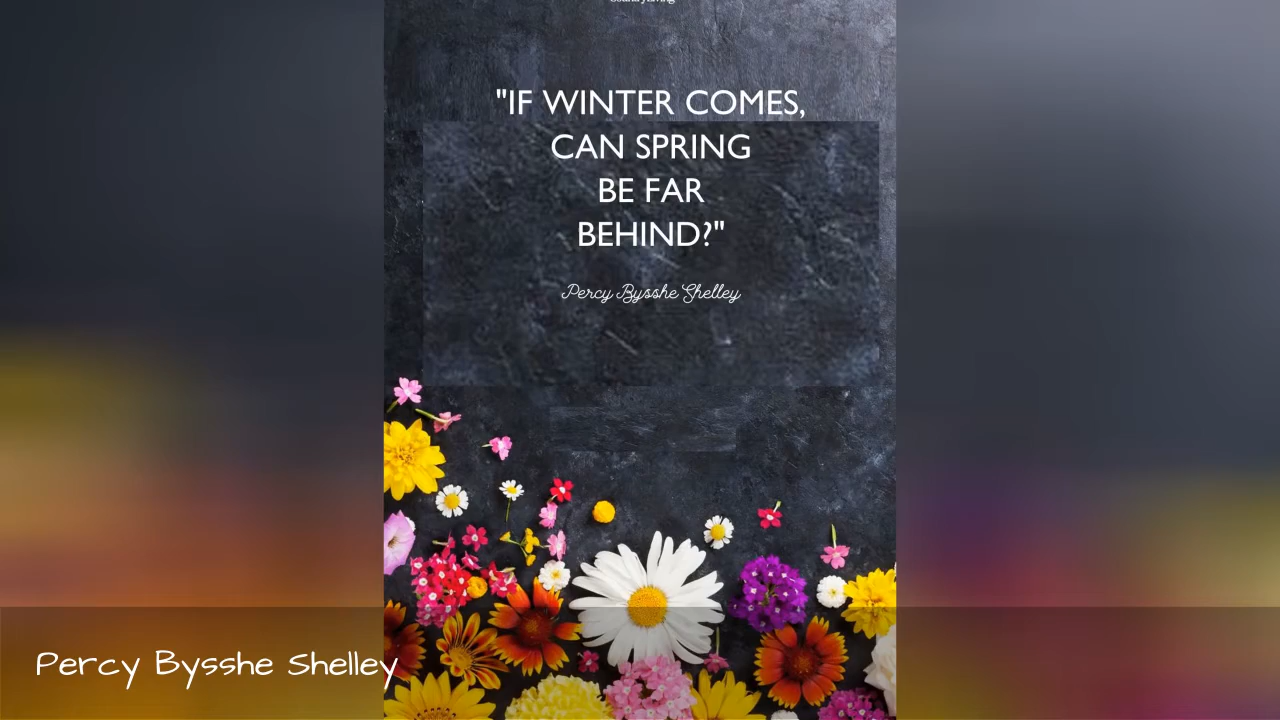 "IF WINTER COMES,
CAN SPRING
BE FAR
BEHIND?"
Percy Bysshe Shelley
Percy Bysshe Shelley